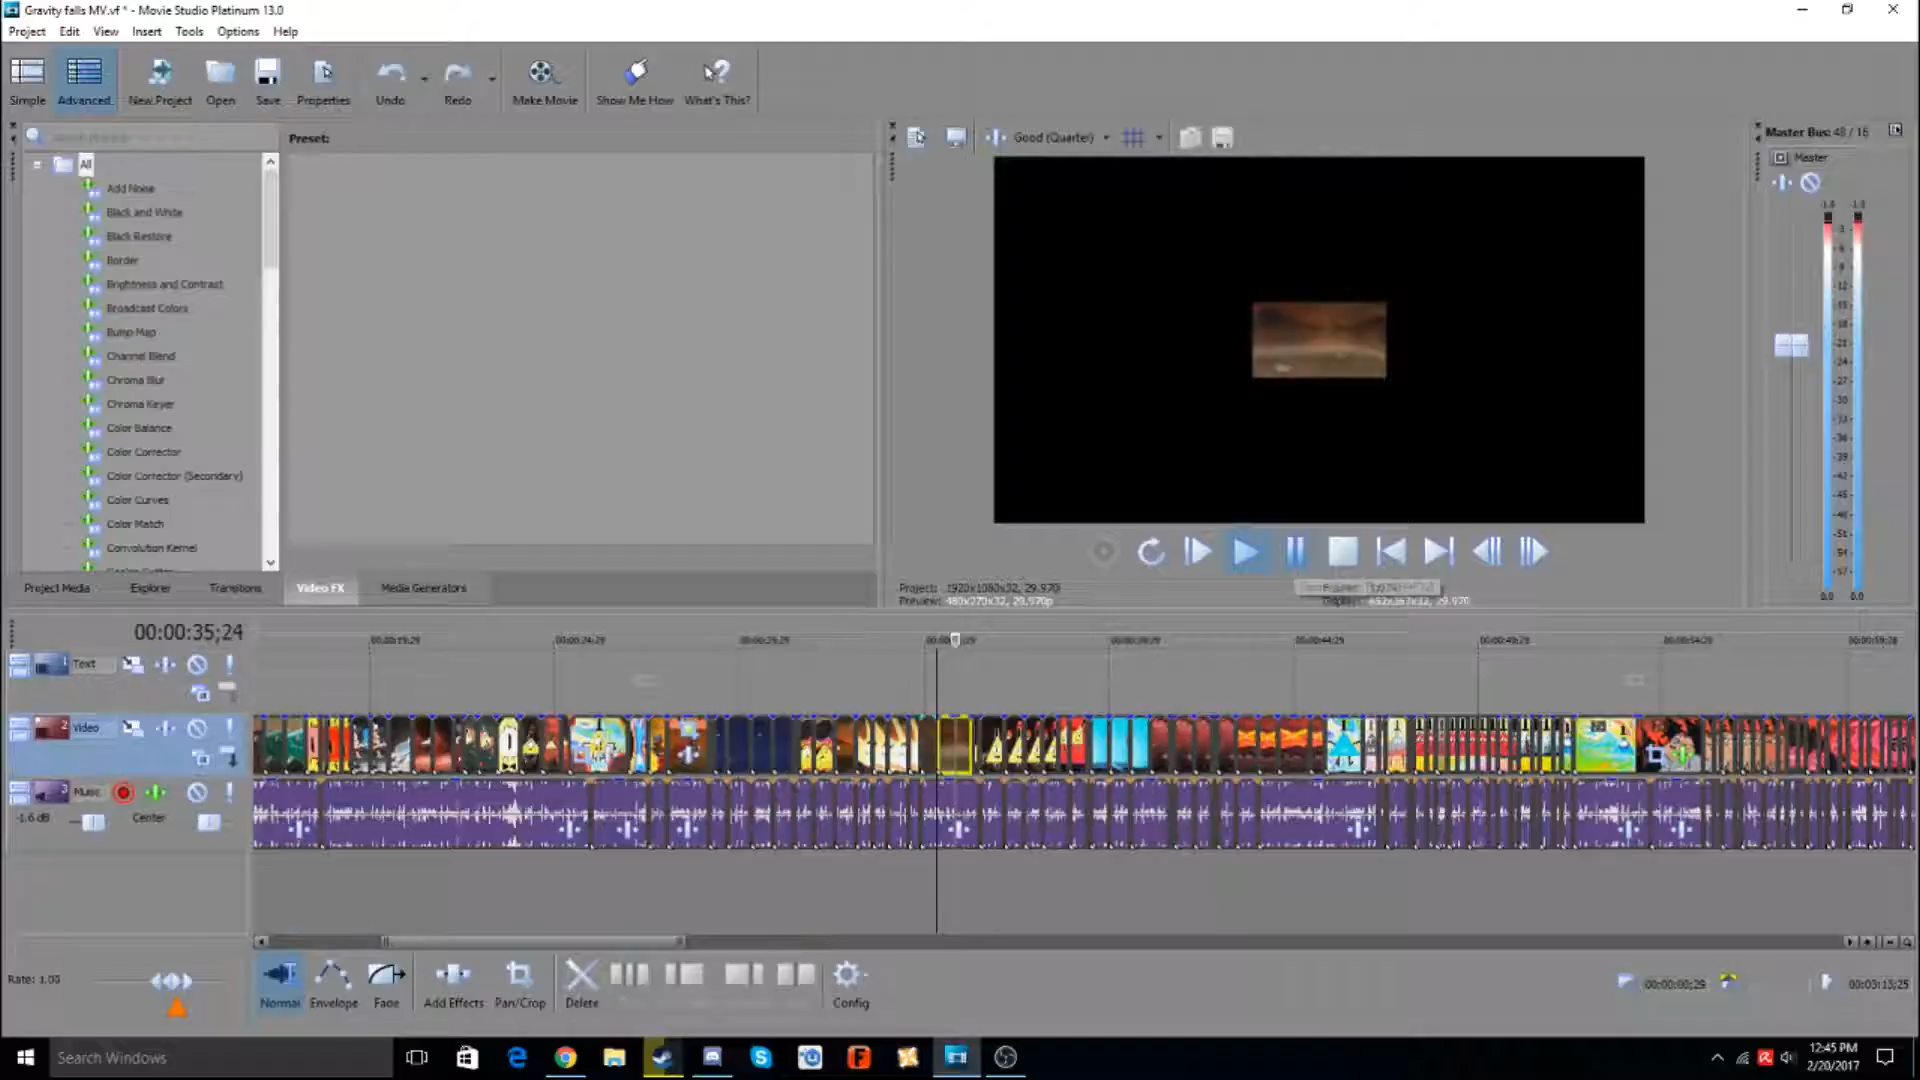 Gravity falls MV.vf * - Movie Studio Platinum 13.0
Project Edit View Insert Tools Options Help
Simple Advanced New Project Open Save Properties Undo Redo Make Movie Show Me How What's This?
Preset:
Good (Quarter)
Master Bus: 48 / 16
Master
All
Add Noise
Black and White
Black Restore
Border
Brightness and Contrast
Broadcast Colors
Bump Map
Channel Blend
Chroma Blur
Chroma Keyer
Color Balance
Color Corrector
Color Corrector (Secondary)
Color Curves
Color Match
Convolution Kernel
Project Media Explorer Transitions Video FX Media Generators
Project: 1920x1080x32, 29.970i
Preview: 480x270x32, 29.970p
Display:
0.0 0.0
00:00:35;24
00:00:19;29 00:00:24;29 00:00:29;29 00:00:39;29 00:00:44;29 00:00:49;29 00:00:54;29 00:00:59;28
1 Text
2 Video
3 Music
-1.6 dB Center
Rate: 1.00
Normal Envelope Fade Add Effects Pan/Crop Delete Config
00:00:00;29 00:03:13;25
Search Windows
12:45 PM
2/20/2017